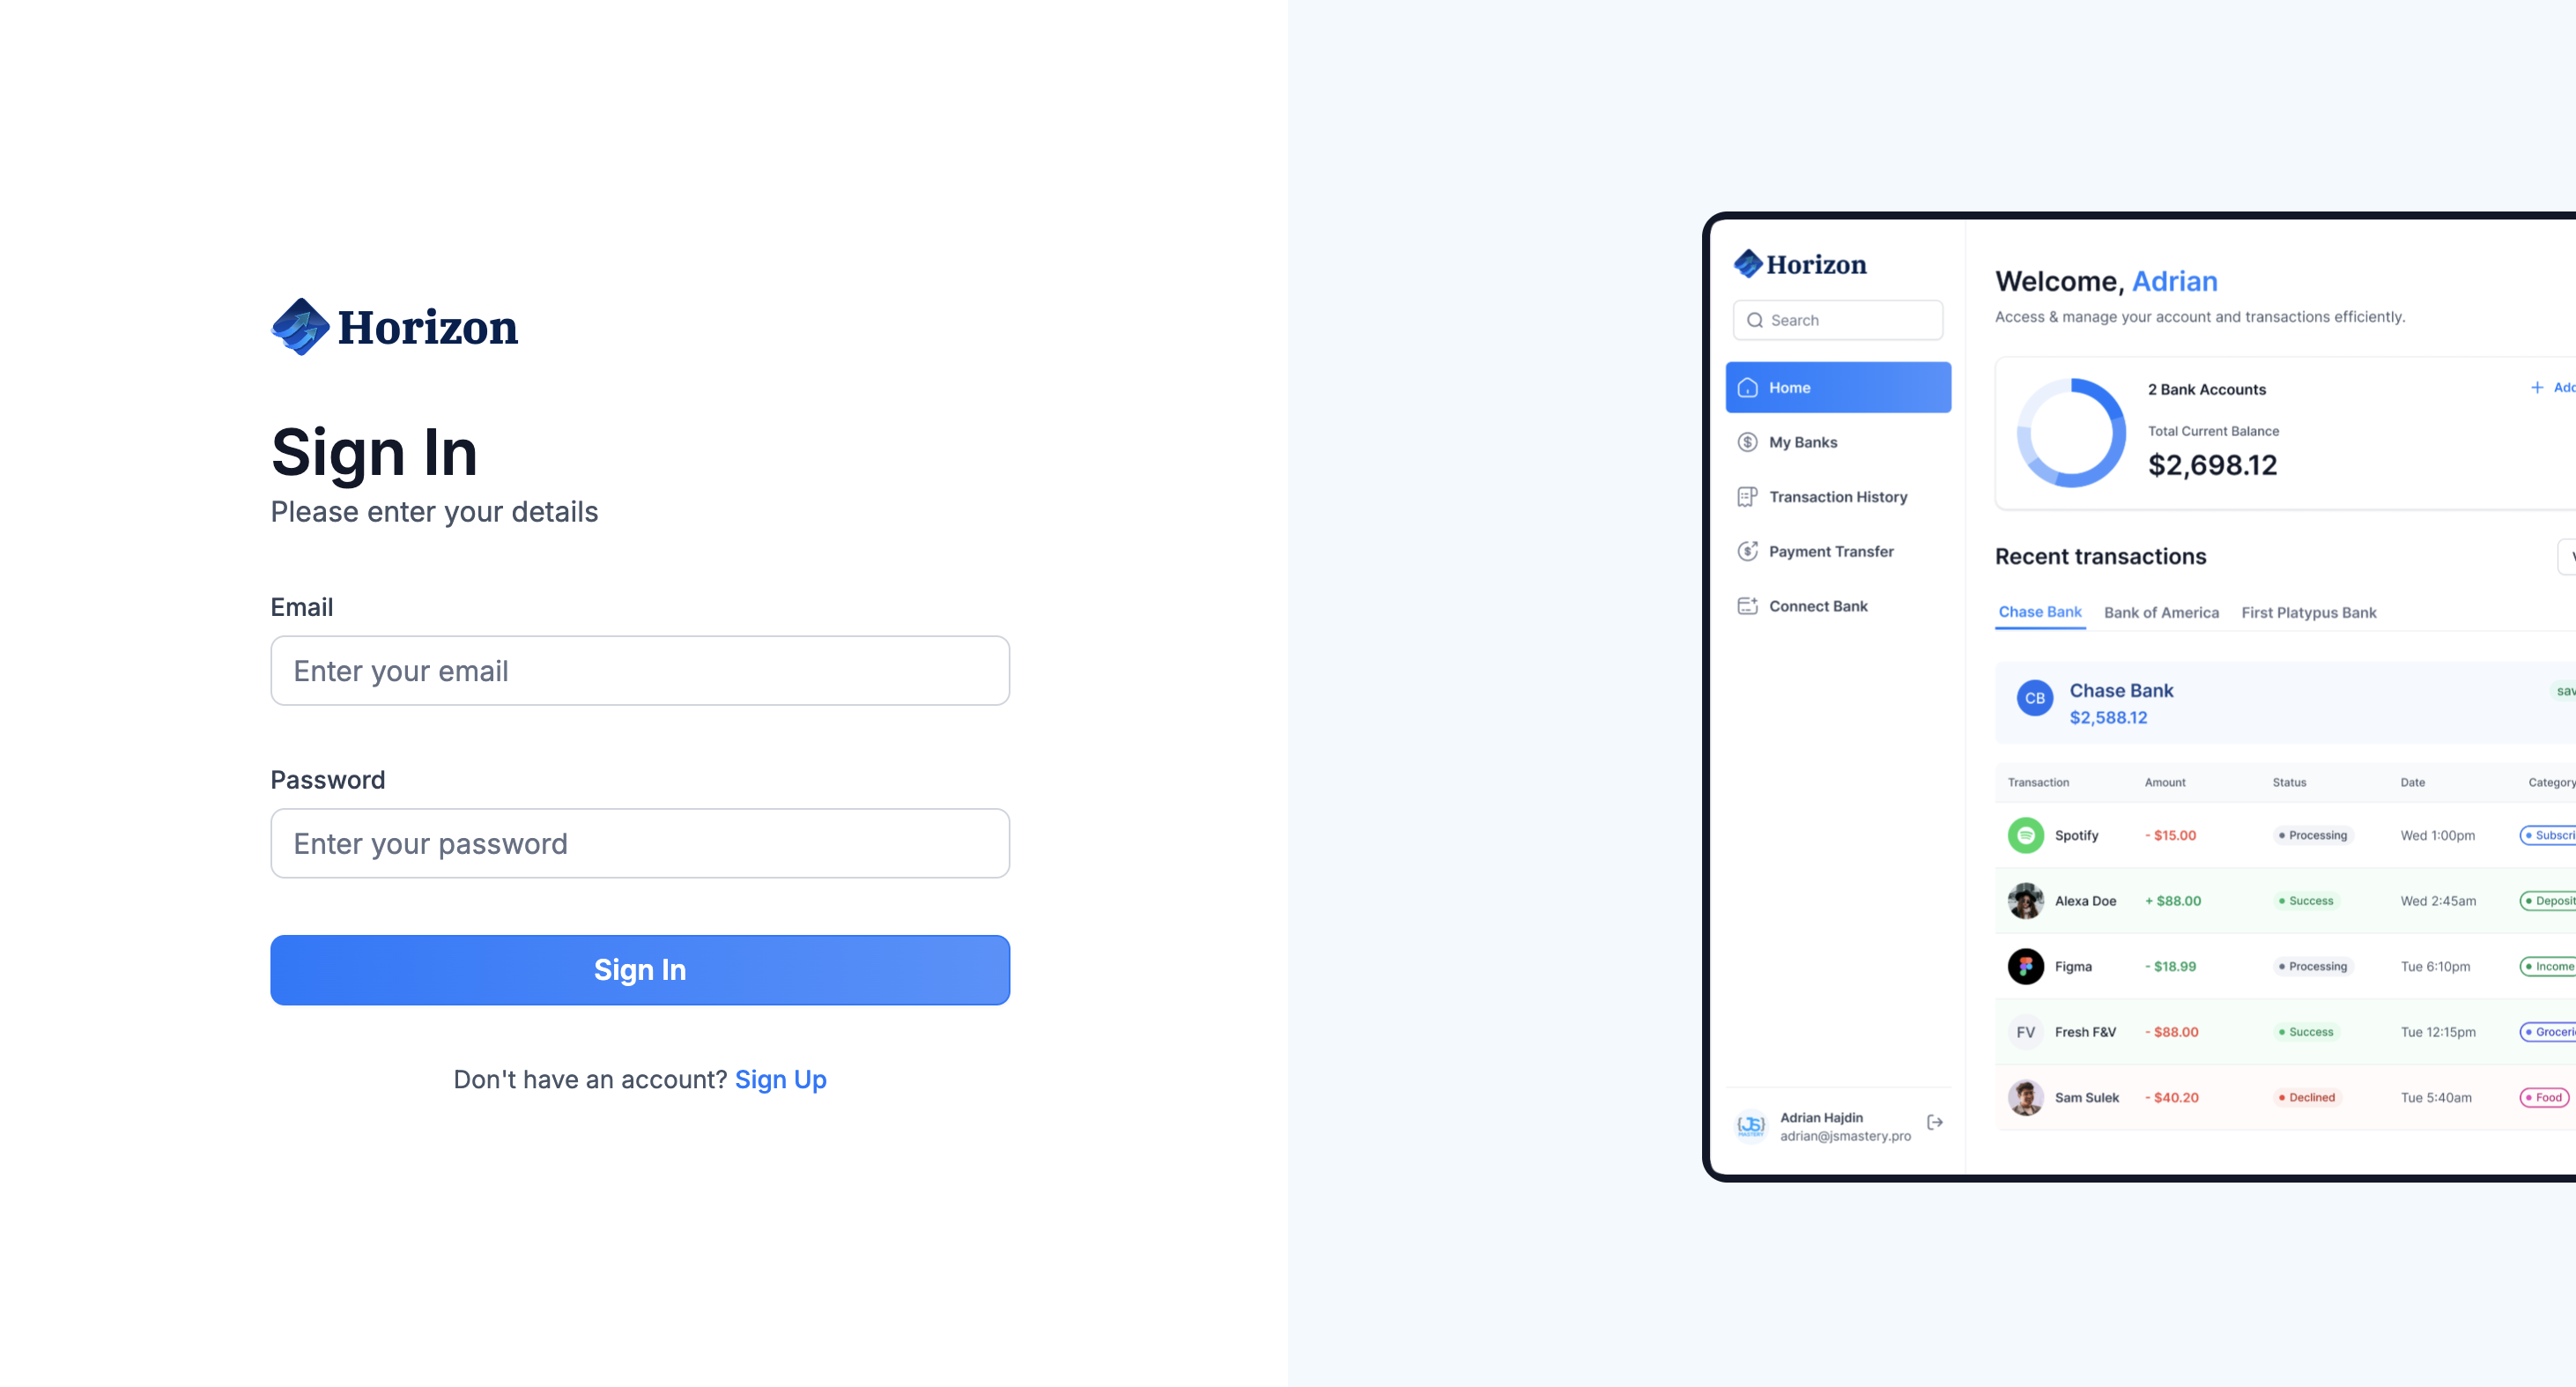 Horizon
Sign In
Please enter your details
Email
Enter your email
Password
Enter your password
Sign In
Don't have an account? Sign Up
Horizon
Search
Home
My Banks
Transaction History
Payment Transfer
Connect Bank
Adrian Hajdin
adrian@jsmastery.pro
{JS}
MASTERY
Welcome, Adrian
Access & manage your account and transactions efficiently.
2 Bank Accounts
Total Current Balance
$2,698.12
+ Add
Recent transactions
Chase Bank Bank of America First Platypus Bank
CB Chase Bank
$2,588.12
sav
Transaction Amount Status Date Category
Spotify - $15.00 Processing Wed 1:00pm Subscri
Alexa Doe + $88.00 Success Wed 2:45am Deposit
Figma - $18.99 Processing Tue 6:10pm Income
FV Fresh F&V - $88.00 Success Tue 12:15pm Groceri
Sam Sulek - $40.20 Declined Tue 5:40am Food